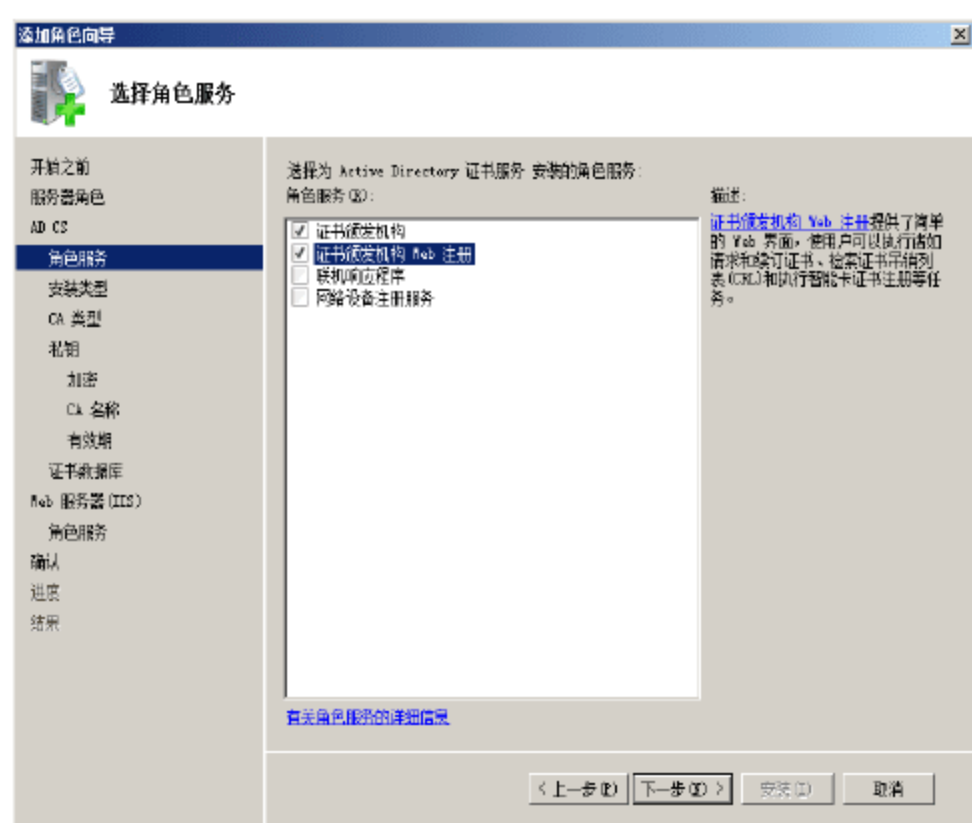 添加角色向导
选择角色服务
开始之前
服务器角色
AD CS
角色服务
安装类型
CA 类型
私钥
加密
CA 名称
有效期
证书数据库
Web 服务器(IIS)
角色服务
确认
进度
结果
选择为 Active Directory 证书服务 安装的角色服务:
角色服务(R):
证书颁发机构
证书颁发机构 Web 注册
联机响应程序
网络设备注册服务
有关角色服务的详细信息
描述:
证书颁发机构 Web 注册提供了简单
的 Web 界面，使用户可以执行诸如
请求和续订证书、检索证书吊销列
表(CRL)和执行智能卡证书注册等任
务。
< 上一步(P)
下一步(N) >
安装(I)
取消